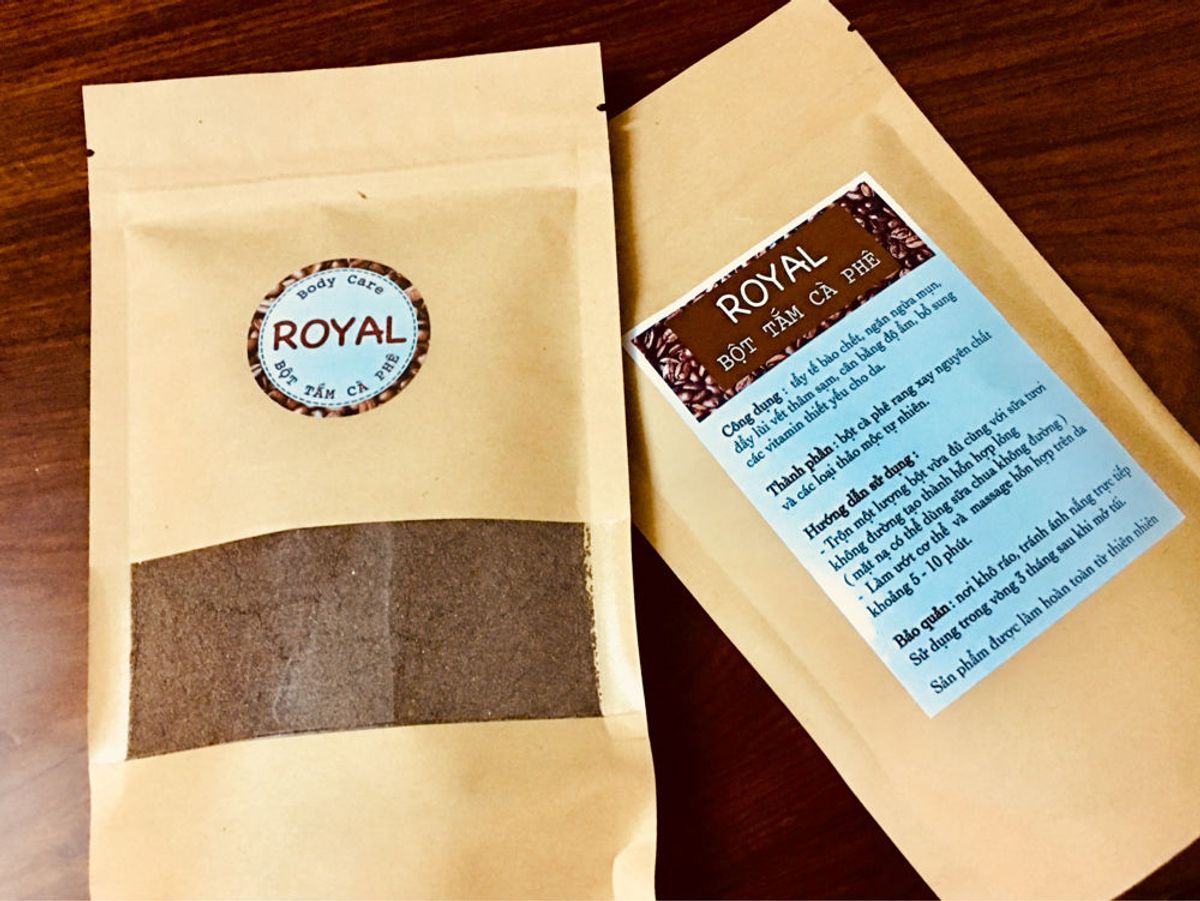 Body Care
ROYAL
BỘT TẮM CÀ PHÊ
ROYAL
BỘT TẮM CÀ PHÊ
Công dụng : tẩy tế bào chết, ngăn ngừa mụn,
đẩy lùi vết thâm sạm, cân bằng độ ẩm, bổ sung
các vitamin thiết yếu cho da.
Thành phần : bột cà phê rang xay nguyên chất
và các loại thảo mộc tự nhiên.
Hướng dẫn sử dụng :
- Trộn một lượng bột vừa đủ cùng với sữa tươi
không đường tạo thành hỗn hợp lỏng
( mặt nạ có thể dùng sữa chua không đường )
- Làm ướt cơ thể và massage hỗn hợp trên da
khoảng 5 - 10 phút.
Bảo quản : nơi khô ráo, tránh ánh nắng trực tiếp
Sử dụng trong vòng 3 tháng sau khi mở túi.
Sản phẩm được làm hoàn toàn từ thiên nhiên